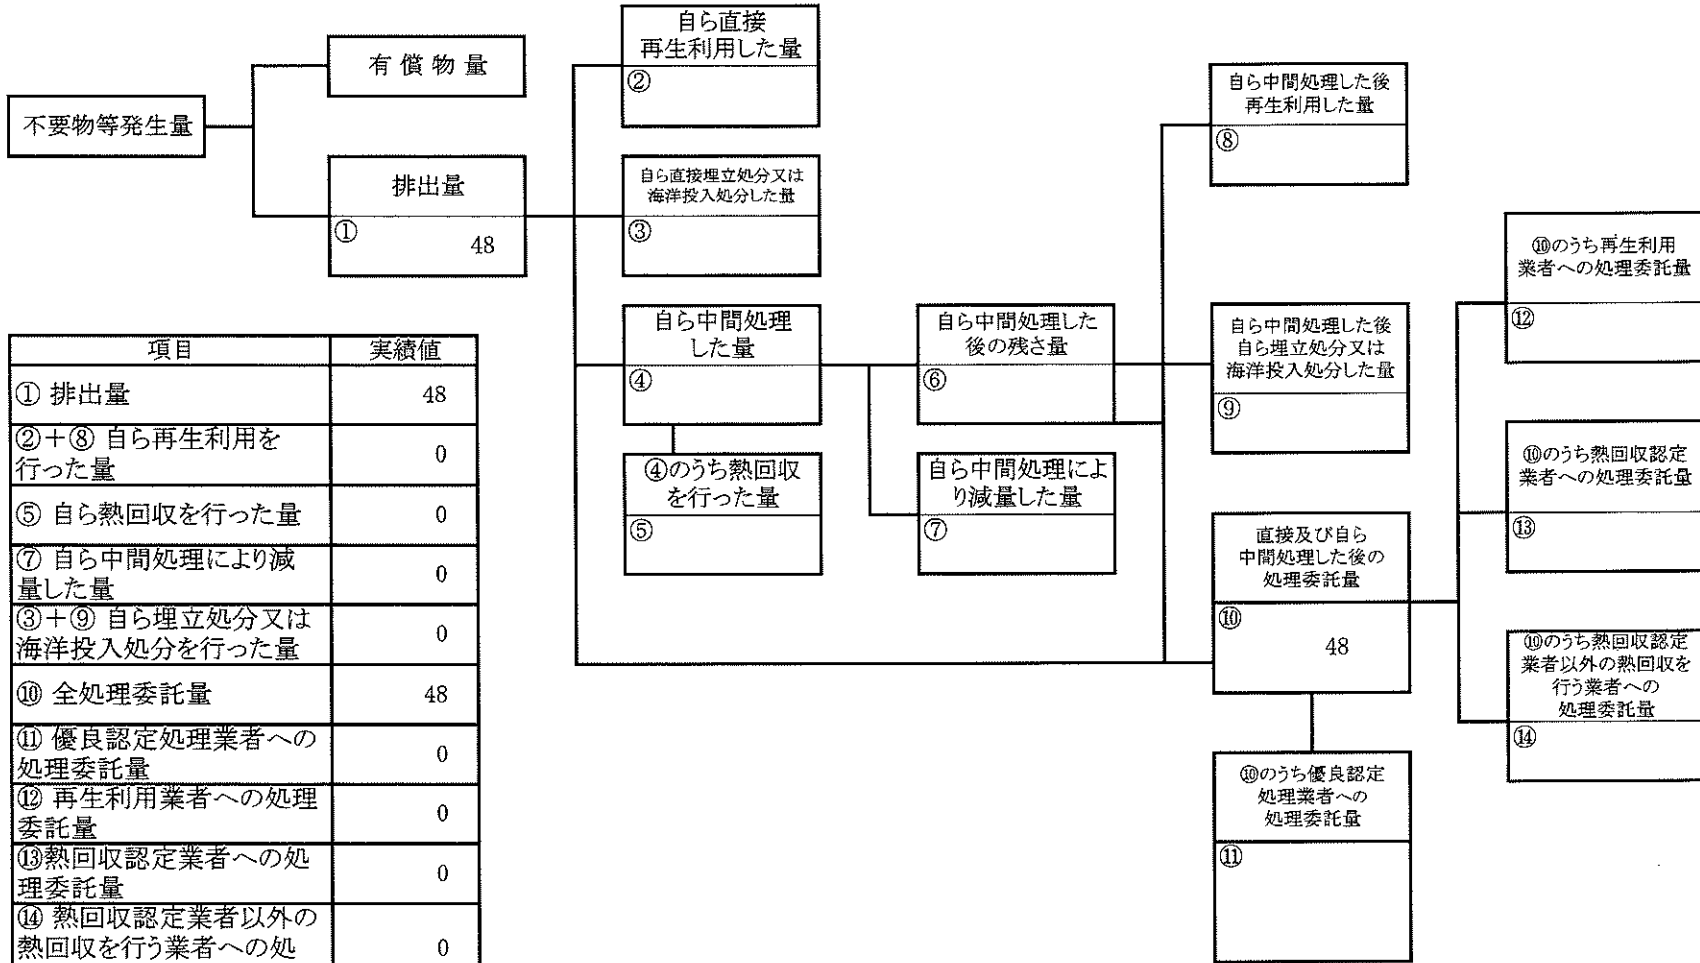 不要物等発生量
有 償 物 量
排出量
① 48
自ら直接
再生利用した量
②
自ら直接埋立処分又は
海洋投入処分した量
③
自ら中間処理
した量
④
④のうち熱回収
を行った量
⑤
自ら中間処理した
後の残さ量
⑥
自ら中間処理によ
り減量した量
⑦
自ら中間処理した後
再生利用した量
⑧
自ら中間処理した後
自ら埋立処分又は
海洋投入処分した量
⑨
直接及び自ら
中間処理した後の
処理委託量
⑩
48
⑩のうち優良認定
処理業者への
処理委託量
⑪
⑩のうち再生利用
業者への処理委託量
⑫
⑩のうち熱回収認定
業者への処理委託量
⑬
⑩のうち熱回収認定
業者以外の熱回収を
行う業者への
処理委託量
⑭
項目 実績値
① 排出量 48
②+⑧ 自ら再生利用を
行った量 0
⑤ 自ら熱回収を行った量 0
⑦ 自ら中間処理により減
量した量 0
③+⑨ 自ら埋立処分又は
海洋投入処分を行った量 0
⑩ 全処理委託量 48
⑪ 優良認定処理業者への
処理委託量 0
⑫ 再生利用業者への処理
委託量 0
⑬熱回収認定業者への処
理委託量 0
⑭ 熱回収認定業者以外の
熱回収を行う業者への処 0